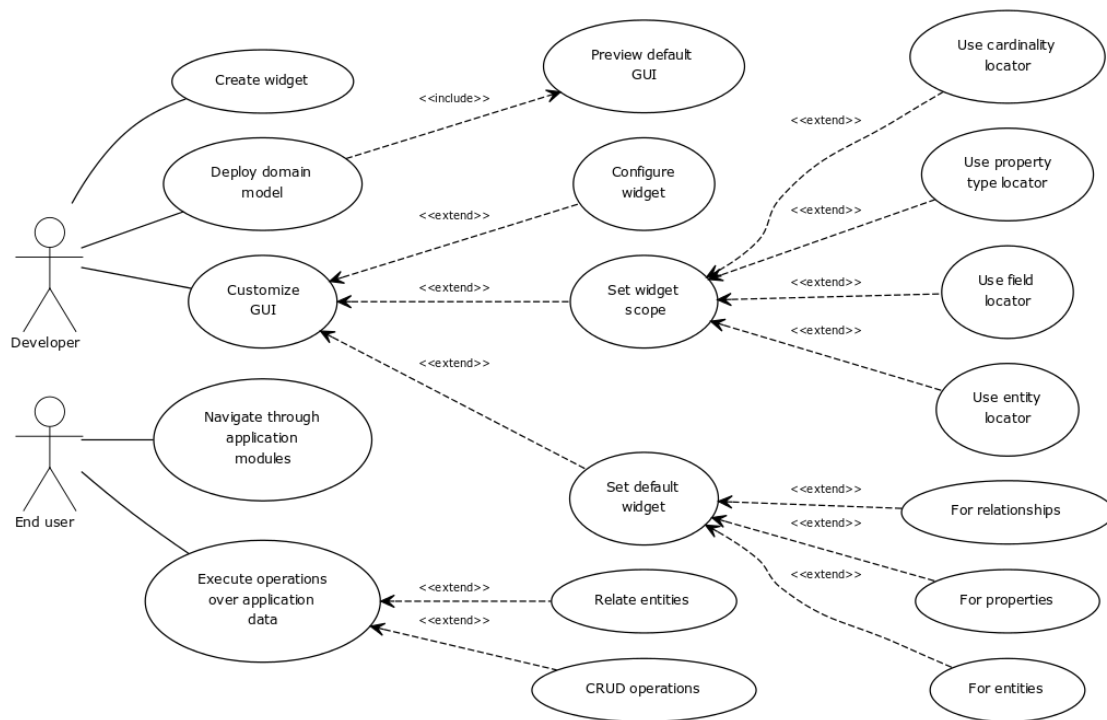 Create widget
Preview default
GUI
Use cardinality
locator
<<include>>
<<extend>>
Deploy domain
model
Configure
widget
Use property
type locator
<<extend>>
<<extend>>
Developer
Customize
GUI
<<extend>>
Set widget
scope
<<extend>>
Use field
locator
<<extend>>
<<extend>>
Use entity
locator
End user
Navigate through
application
modules
Set default
widget
<<extend>>
For relationships
<<extend>>
Execute operations
over application
data
<<extend>>
Relate entities
<<extend>>
For properties
<<extend>>
CRUD operations
For entities